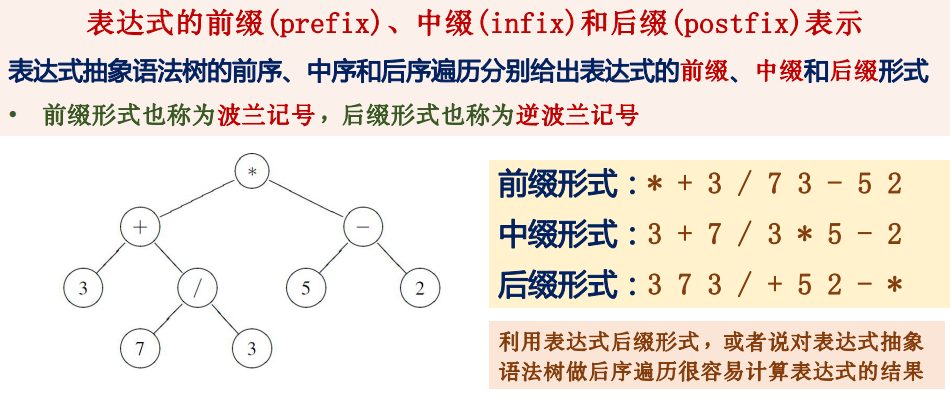 表达式的前缀(prefix)、中缀(infix)和后缀(postfix)表示
表达式抽象语法树的前序、中序和后序遍历分别给出表达式的前缀、中缀和后缀形式
• 前缀形式也称为波兰记号，后缀形式也称为逆波兰记号
*
+ −
3 / 5 2
7 3
前缀形式：* + 3 / 7 3 - 5 2
中缀形式：3 + 7 / 3 * 5 - 2
后缀形式：3 7 3 / + 5 2 - *
利用表达式后缀形式，或者说对表达式抽象
语法树做后序遍历很容易计算表达式的结果